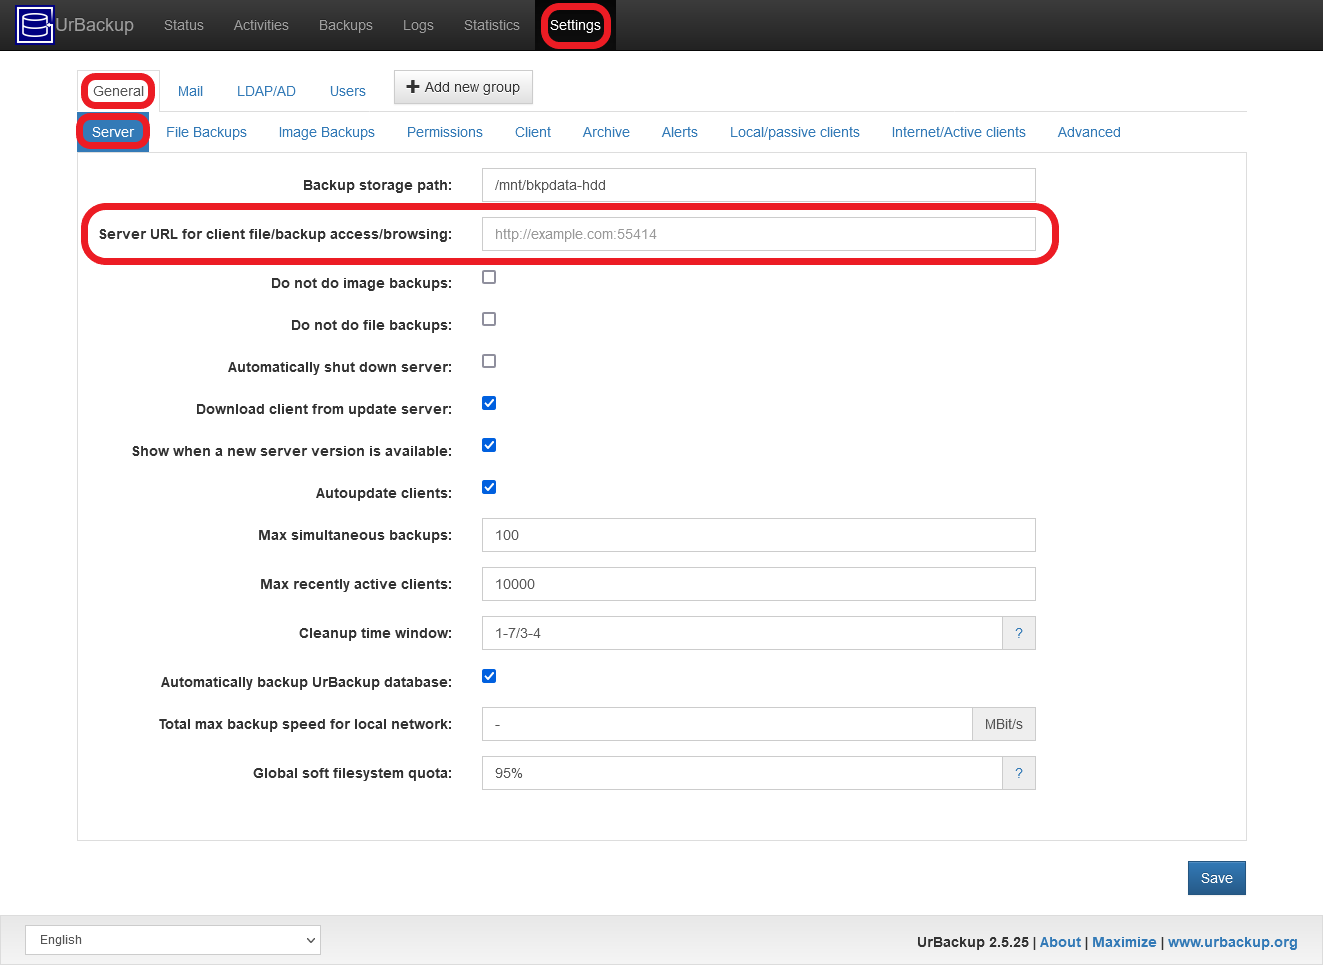 UrBackup Status Activities Backups Logs Statistics Settings
General Mail LDAP/AD Users Add new group
Server File Backups Image Backups Permissions Client Archive Alerts Local/passive clients Internet/Active clients Advanced
Backup storage path: /mnt/bkpdata-hdd
Server URL for client file/backup access/browsing: http://example.com:55414
Do not do image backups:
Do not do file backups:
Automatically shut down server:
Download client from update server:
Show when a new server version is available:
Autoupdate clients:
Max simultaneous backups: 100
Max recently active clients: 10000
Cleanup time window: 1-7/3-4 ?
Automatically backup UrBackup database:
Total max backup speed for local network: - MBit/s
Global soft filesystem quota: 95% ?
Save
English UrBackup 2.5.25 | About | Maximize | www.urbackup.org